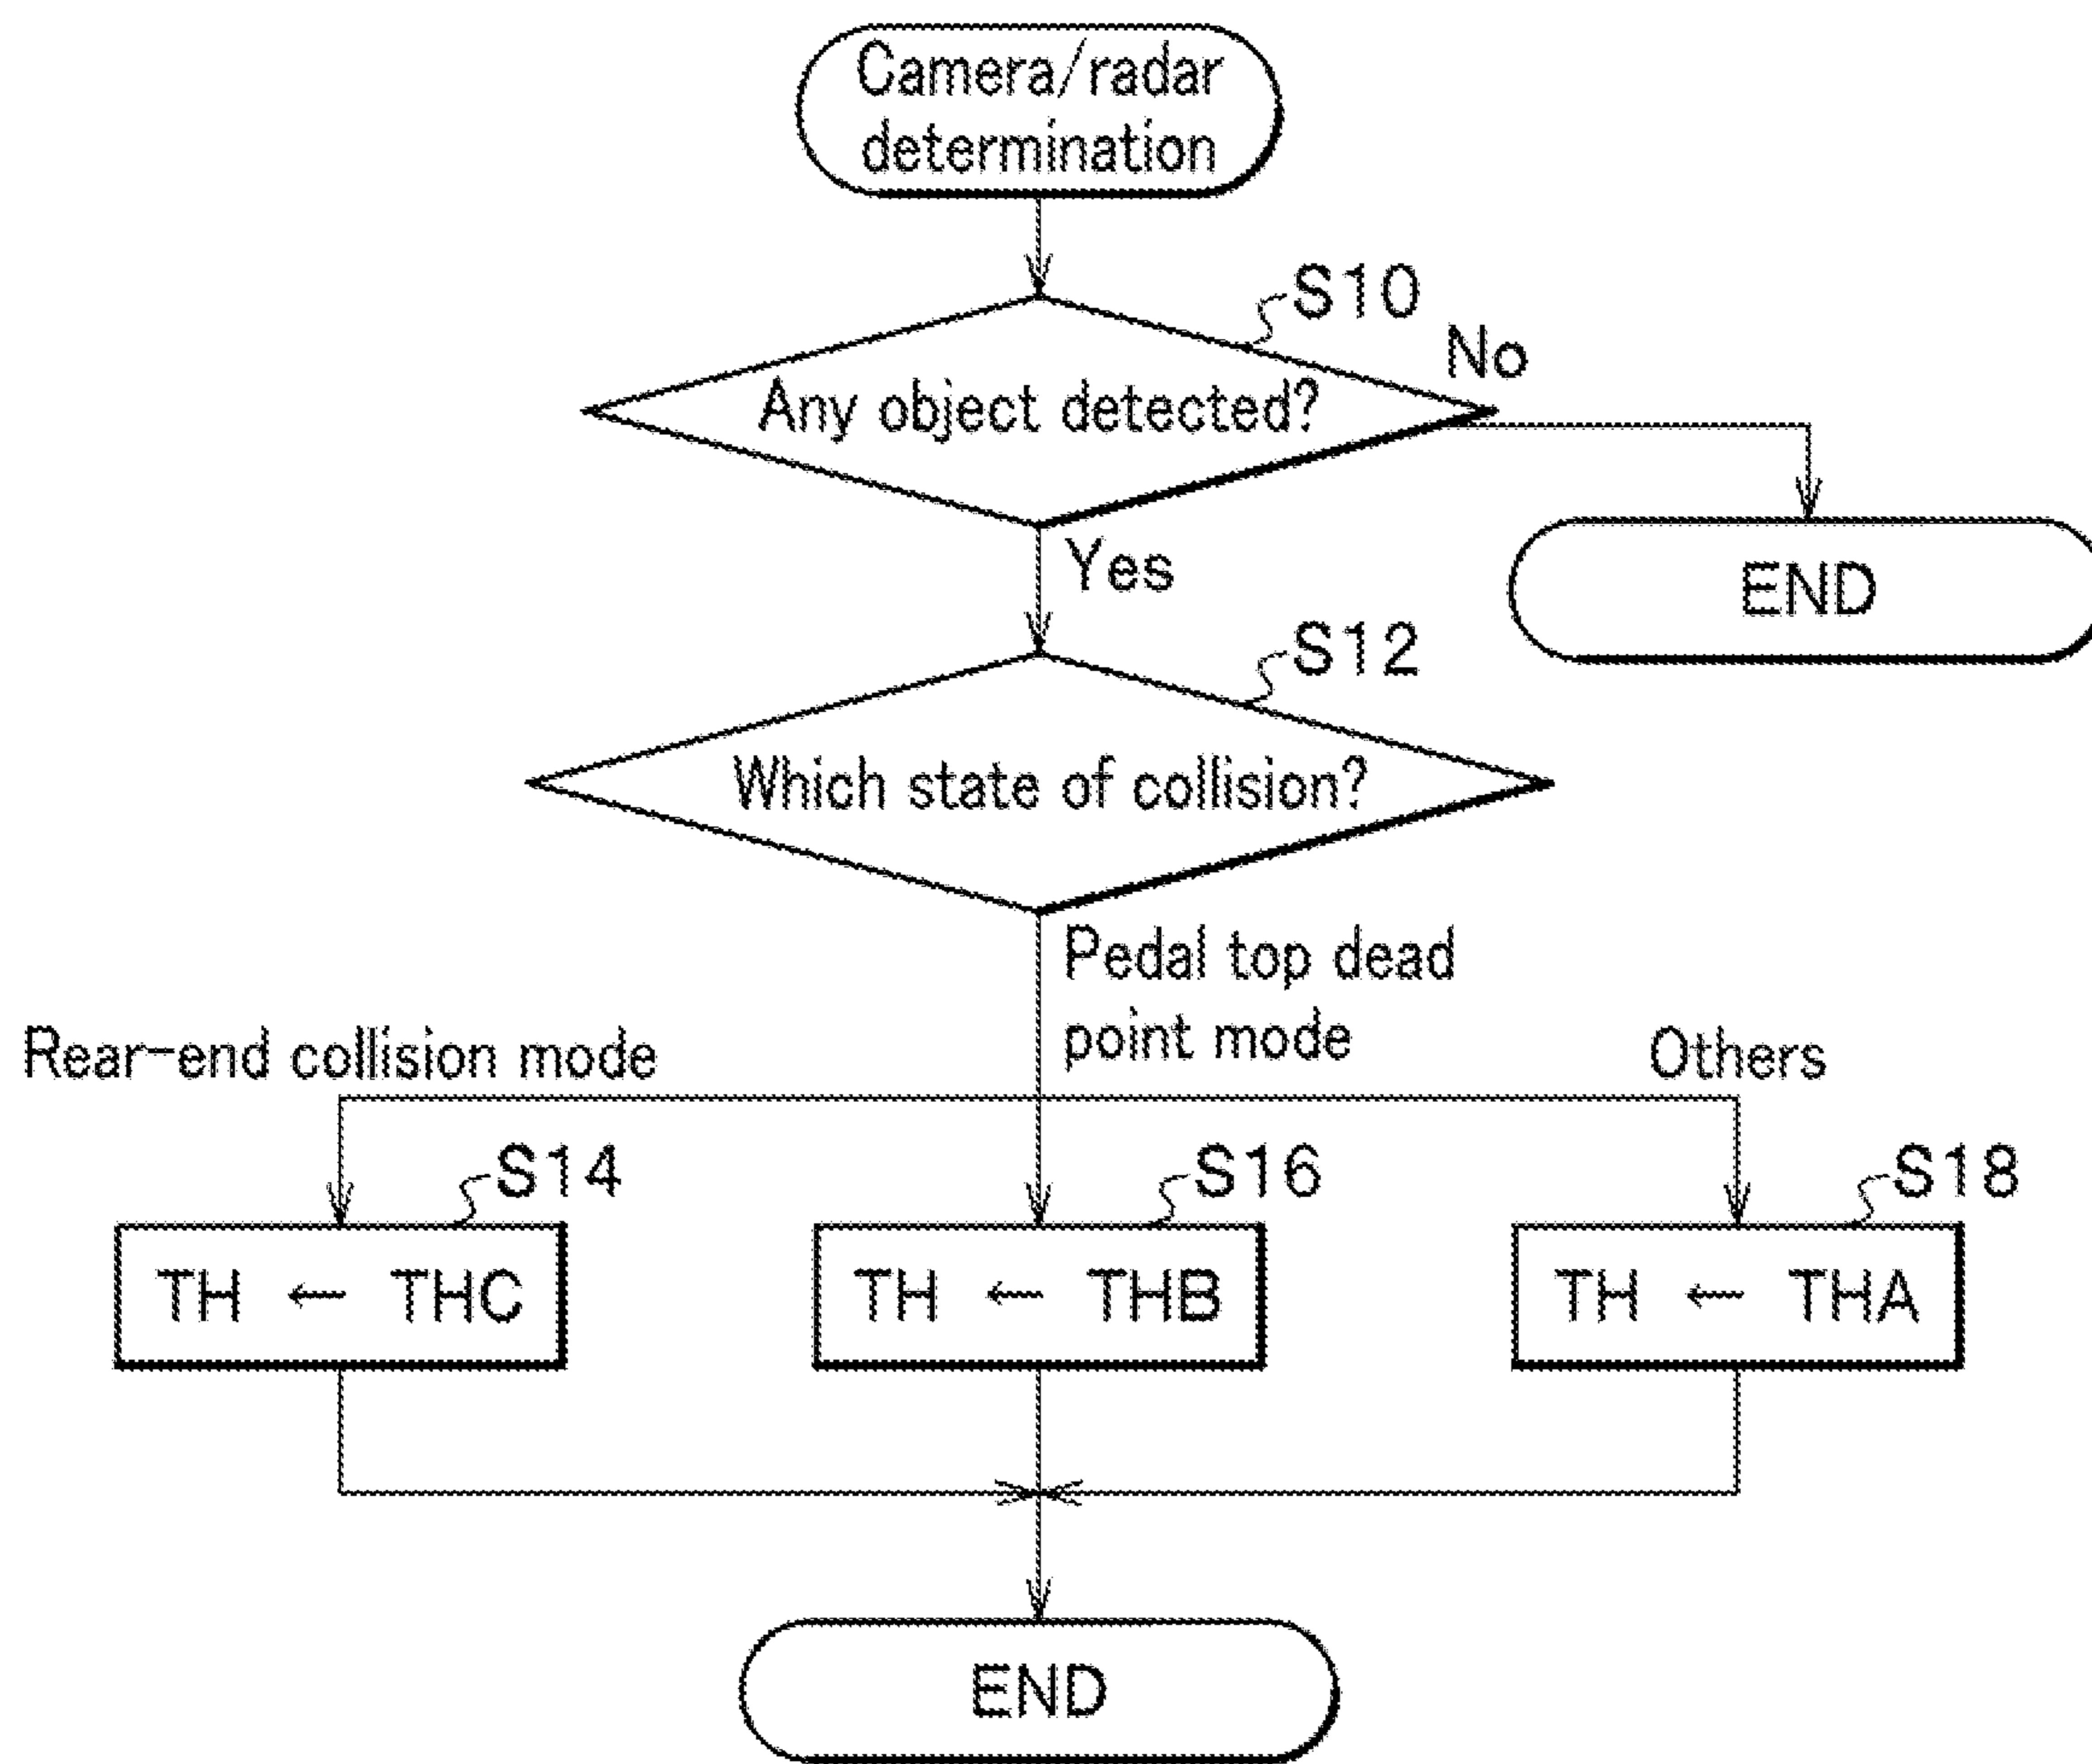 Camera/radar
determination
S10
No
Any object detected?
Yes
END
S12
Which state of collision?
Pedal top dead
point mode
Rear-end collision mode
Others
S14
S16
S18
TH ← THC
TH ← THB
TH ← THA
END